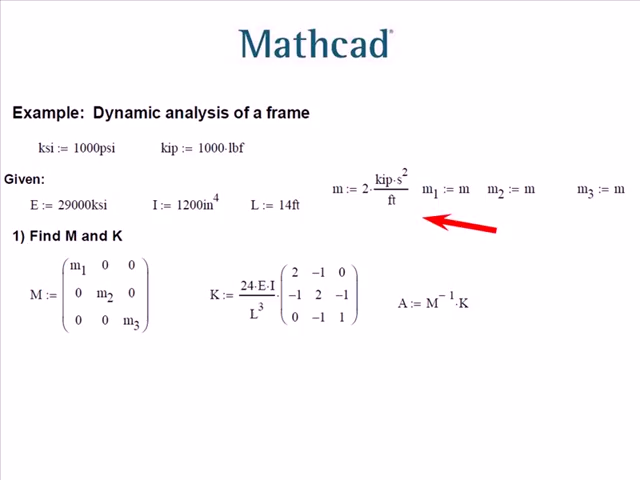 Mathcad®
Example: Dynamic analysis of a frame
ksi := 1000psi kip := 1000·lbf
Given:
E := 29000ksi I := 1200in⁴ L := 14ft m := 2·(kip·s²)/ft m₁ := m m₂ := m m₃ := m
1) Find M and K
M := (m₁ 0 0
0 m₂ 0
0 0 m₃)
K := (24·E·I)/L³·(2 −1 0
−1 2 −1
0 −1 1)
A := M⁻¹·K